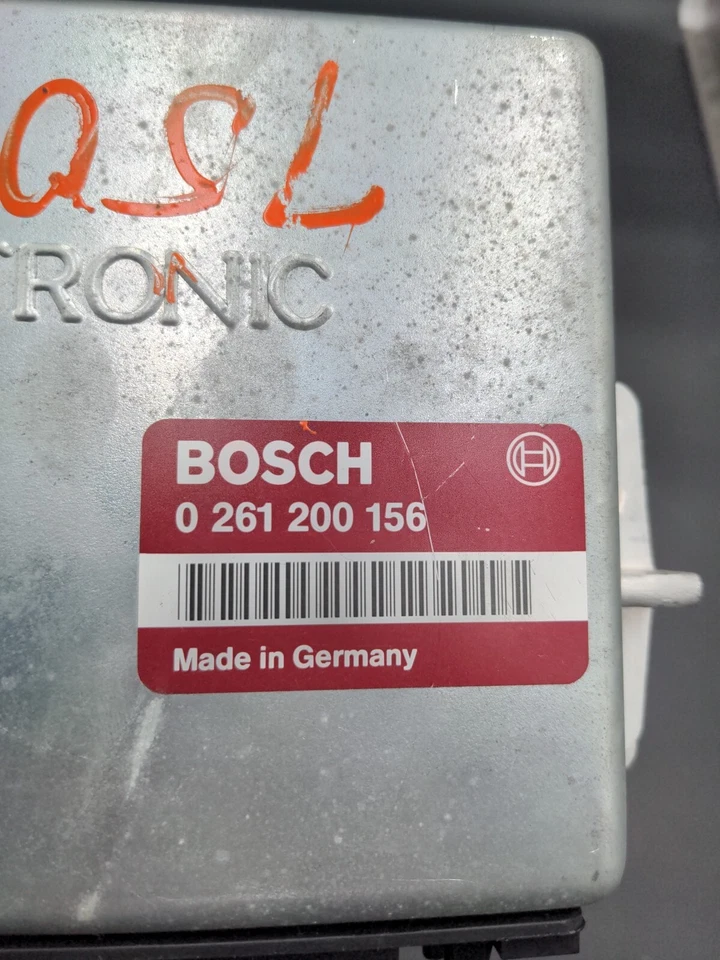 750
TRONIC
BOSCH
0 261 200 156
Made in Germany